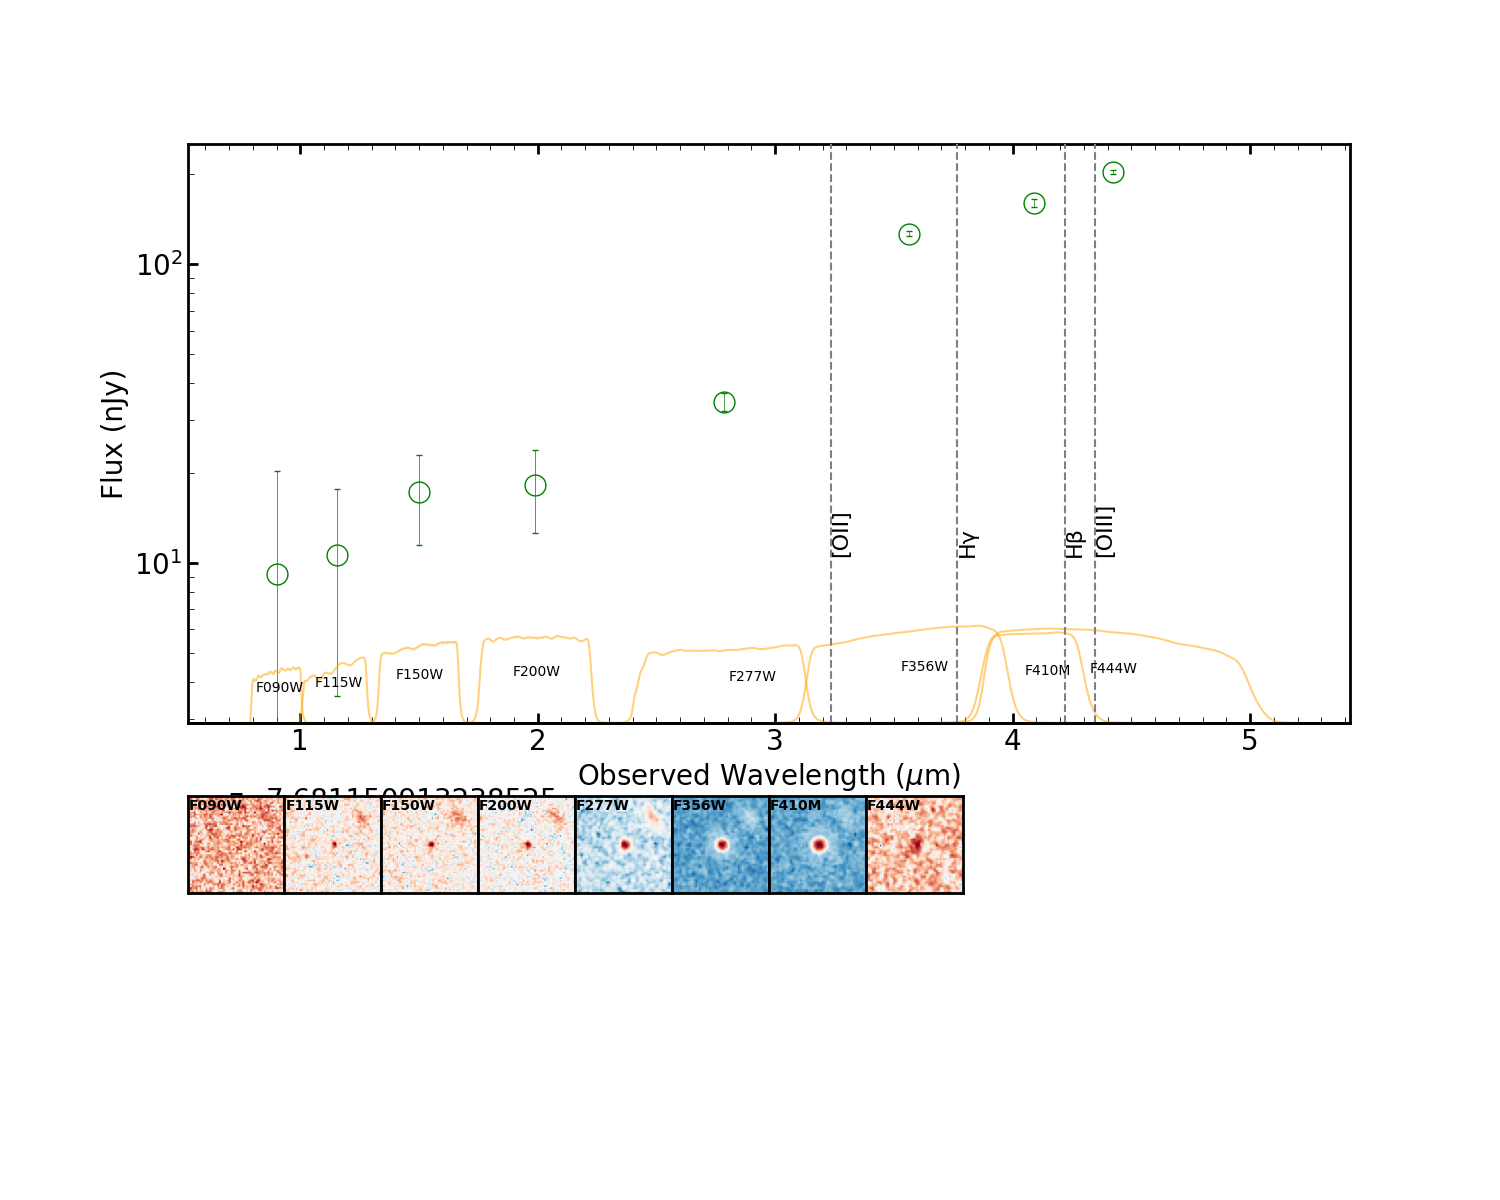 10²
10¹
Flux (nJy)
[OII]
Hγ
Hβ
[OIII]
F090W
F115W
F150W
F200W
F277W
F356W
F410M
F444W
1
2
3
4
5
Observed Wavelength (μm)
F090W
F115W
F150W
F200W
F277W
F356W
F410M
F444W